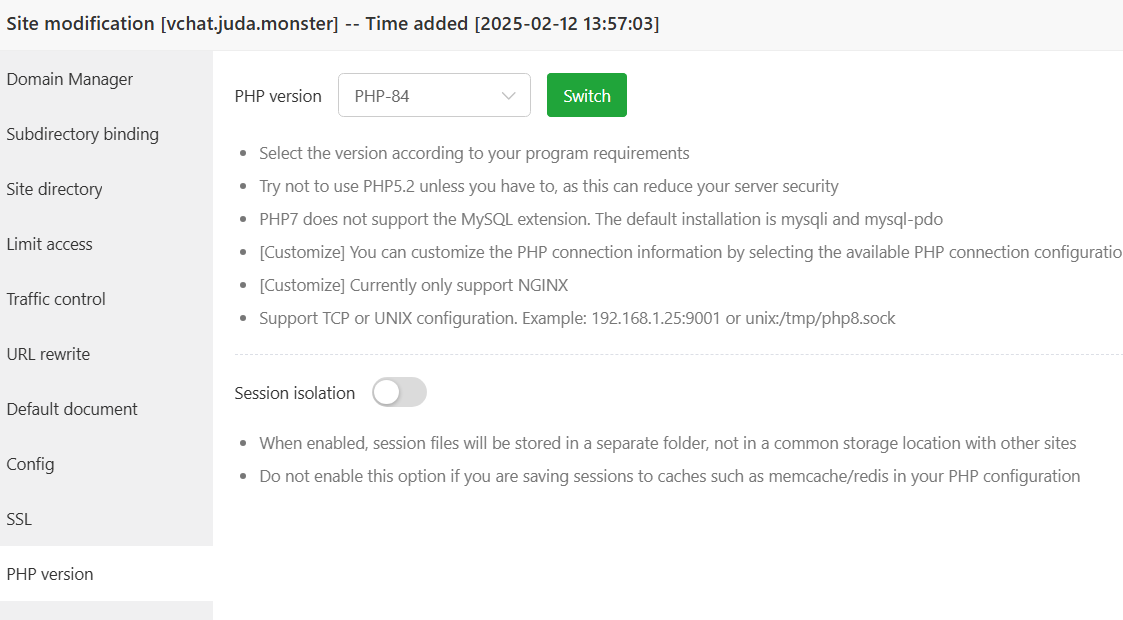 Site modification [vchat.juda.monster] -- Time added [2025-02-12 13:57:03]
Domain Manager
Subdirectory binding
Site directory
Limit access
Traffic control
URL rewrite
Default document
Config
SSL
PHP version
PHP version PHP-84 Switch
Select the version according to your program requirements
Try not to use PHP5.2 unless you have to, as this can reduce your server security
PHP7 does not support the MySQL extension. The default installation is mysqli and mysql-pdo
[Customize] You can customize the PHP connection information by selecting the available PHP connection configuratio
[Customize] Currently only support NGINX
Support TCP or UNIX configuration. Example: 192.168.1.25:9001 or unix:/tmp/php8.sock
Session isolation
When enabled, session files will be stored in a separate folder, not in a common storage location with other sites
Do not enable this option if you are saving sessions to caches such as memcache/redis in your PHP configuration